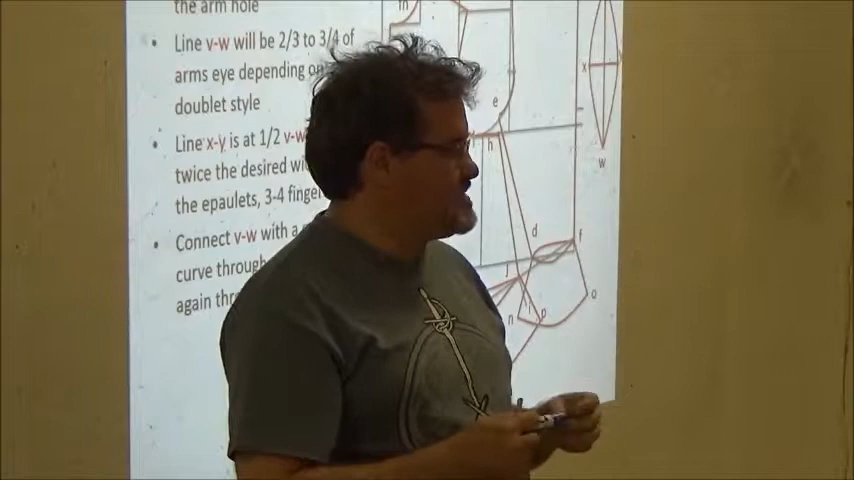 the arm hole
• Line v-w will be 2/3 to 3/4 of
arms eye depending on
doublet style
• Line x-y is at 1/2 v-w
twice the desired
the epaulets, 3-4 finger
• Connect v-w with a
curve through
again
e
x
w
h
d
f
j
n
p
o